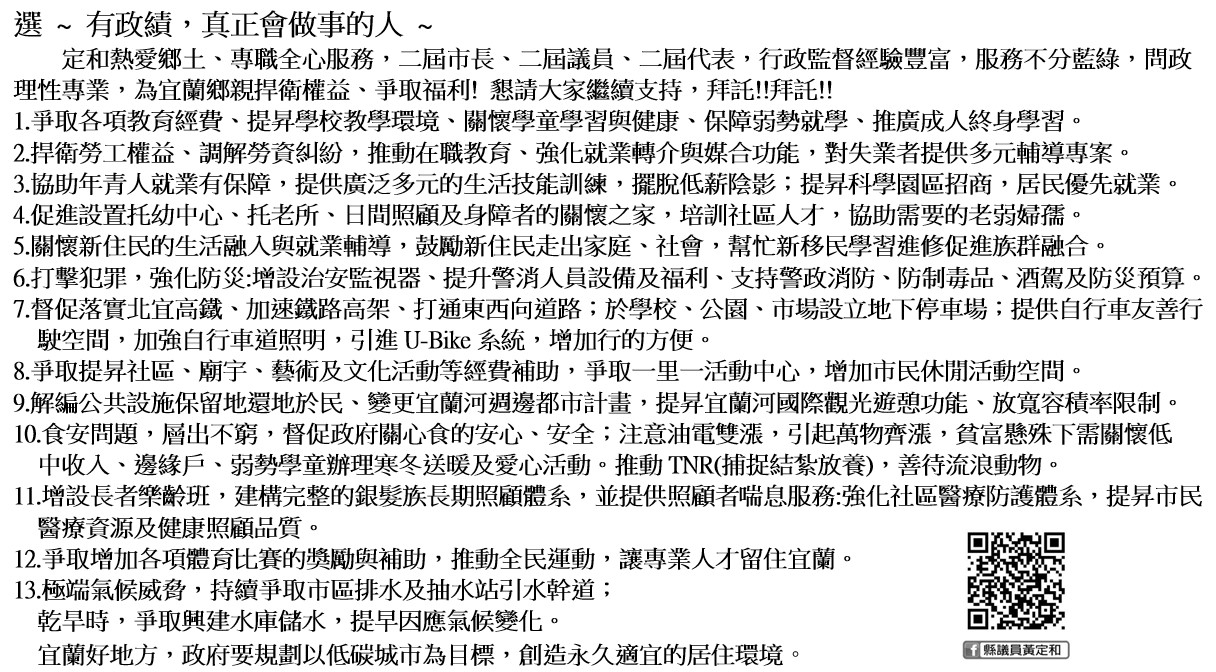 選 ~ 有政績，真正會做事的人 ~
定和熱愛鄉土、專職全心服務，二屆市長、二屆議員、二屆代表，行政監督經驗豐富，服務不分藍綠，問政
理性專業，為宜蘭鄉親捍衛權益、爭取福利! 懇請大家繼續支持，拜託!!拜託!!
1.爭取各項教育經費、提昇學校教學環境、關懷學童學習與健康、保障弱勢就學、推廣成人終身學習。
2.捍衛勞工權益、調解勞資糾紛，推動在職教育、強化就業轉介與媒合功能，對失業者提供多元輔導專案。
3.協助年青人就業有保障，提供廣泛多元的生活技能訓練，擺脫低薪陰影；提昇科學園區招商，居民優先就業。
4.促進設置托幼中心、托老所、日間照顧及身障者的關懷之家，培訓社區人才，協助需要的老弱婦孺。
5.關懷新住民的生活融入與就業輔導，鼓勵新住民走出家庭、社會，幫忙新移民學習進修促進族群融合。
6.打擊犯罪，強化防災:增設治安監視器、提升警消人員設備及福利、支持警政消防、防制毒品、酒駕及防災預算。
7.督促落實北宜高鐵、加速鐵路高架、打通東西向道路；於學校、公園、市場設立地下停車場；提供自行車友善行
駛空間，加強自行車道照明，引進 U-Bike 系統，增加行的方便。
8.爭取提昇社區、廟宇、藝術及文化活動等經費補助，爭取一里一活動中心，增加市民休閒活動空間。
9.解編公共設施保留地還地於民、變更宜蘭河週邊都市計畫，提昇宜蘭河國際觀光遊憩功能、放寬容積率限制。
10.食安問題，層出不窮，督促政府關心食的安心、安全；注意油電雙漲，引起萬物齊漲，貧富懸殊下需關懷低
中收入、邊緣戶、弱勢學童辦理寒冬送暖及愛心活動。推動 TNR(捕捉結紮放養)，善待流浪動物。
11.增設長者樂齡班，建構完整的銀髮族長期照顧體系，並提供照顧者喘息服務:強化社區醫療防護體系，提昇市民
醫療資源及健康照顧品質。
12.爭取增加各項體育比賽的獎勵與補助，推動全民運動，讓專業人才留住宜蘭。
13.極端氣候威脅，持續爭取市區排水及抽水站引水幹道；
乾旱時，爭取興建水庫儲水，提早因應氣候變化。
宜蘭好地方，政府要規劃以低碳城市為目標，創造永久適宜的居住環境。
f 縣議員黃定和